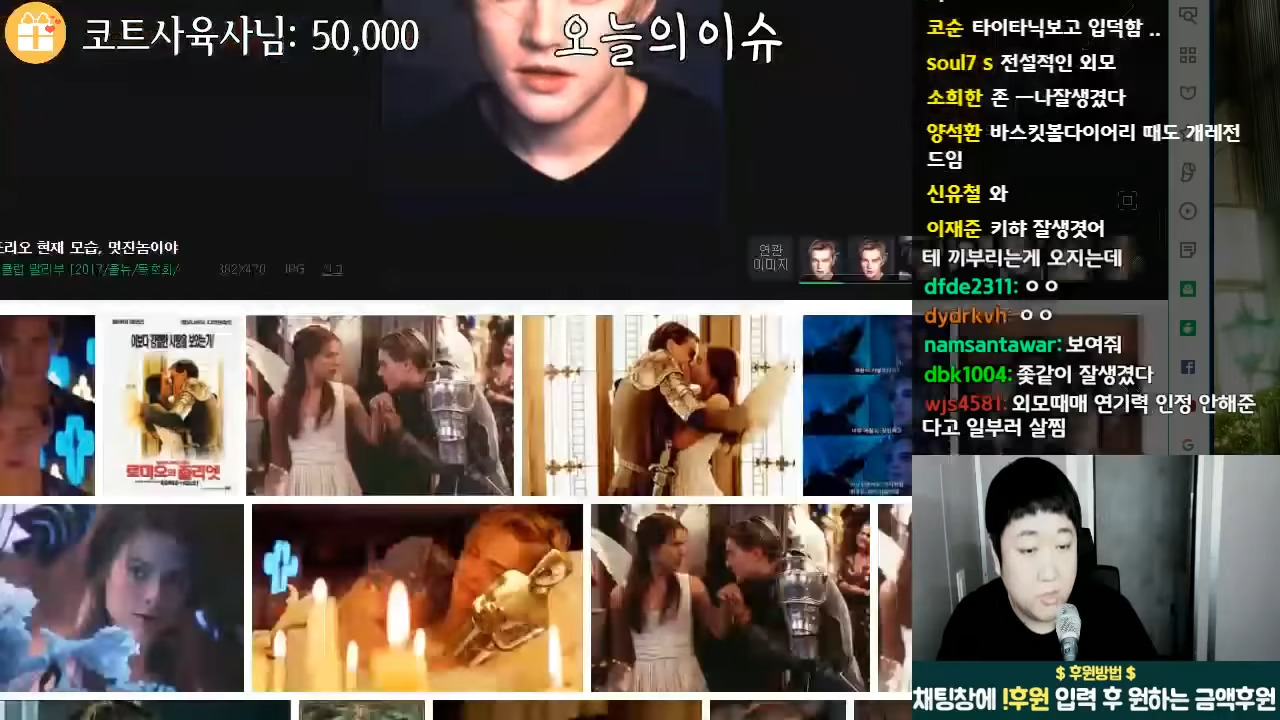 코트사육사님: 50,000
오늘의이슈
코순 타이타닉보고 입덕함 ..
soul7 s 전설적인 외모
소희한 존 ㅡ나잘생겼다
양석환 바스킷볼다이어리 때도 개레전
드임
신유철 와
이재준 키햐 잘생겻어
테 끼부리는게 오지는데
dfde2311: ㅇㅇ
dydrkvh: ㅇㅇ
namsantawar: 보여줘
dbk1004: 좆같이 잘생겼다
wjs4581: 외모때매 연기력 인정 안해준
다고 일부러 살찜
프리오 현재 모습, 멋진놈이야
382x470 JPG 신고
연관
이미지
로미오와 줄리엣
$ 후원방법 $
채팅창에 !후원 입력 후 원하는 금액후원